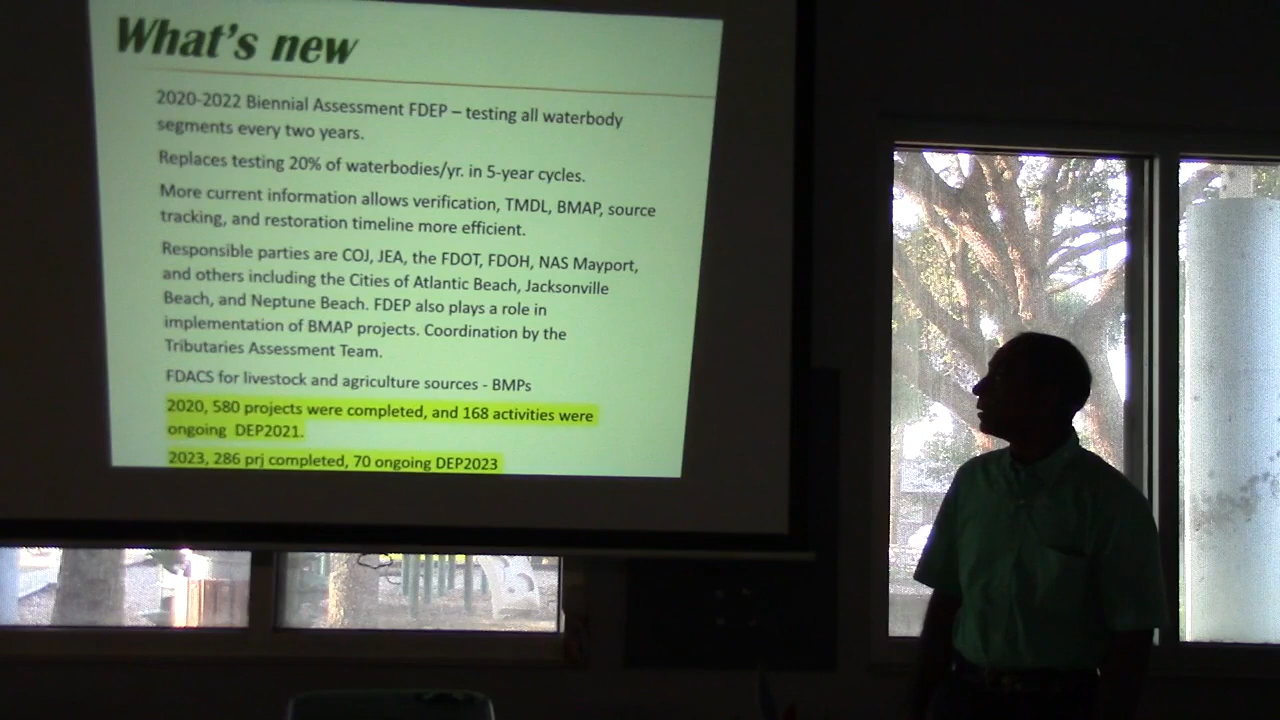 What's new
2020-2022 Biennial Assessment FDEP – testing all waterbody
segments every two years.
Replaces testing 20% of waterbodies/yr. in 5-year cycles.
More current information allows verification, TMDL, BMAP, source
tracking, and restoration timeline more efficient.
Responsible parties are COJ, JEA, the FDOT, FDOH, NAS Mayport,
and others including the Cities of Atlantic Beach, Jacksonville
Beach, and Neptune Beach. FDEP also plays a role in
implementation of BMAP projects. Coordination by the
Tributaries Assessment Team.
FDACS for livestock and agriculture sources - BMPs
2020, 580 projects were completed, and 168 activities were
ongoing DEP2021.
2023, 286 prj completed, 70 ongoing DEP2023